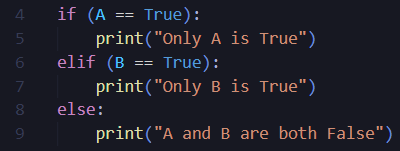 4 if (A == True):
5     print("Only A is True")
6 elif (B == True):
7     print("Only B is True")
8 else:
9     print("A and B are both False")